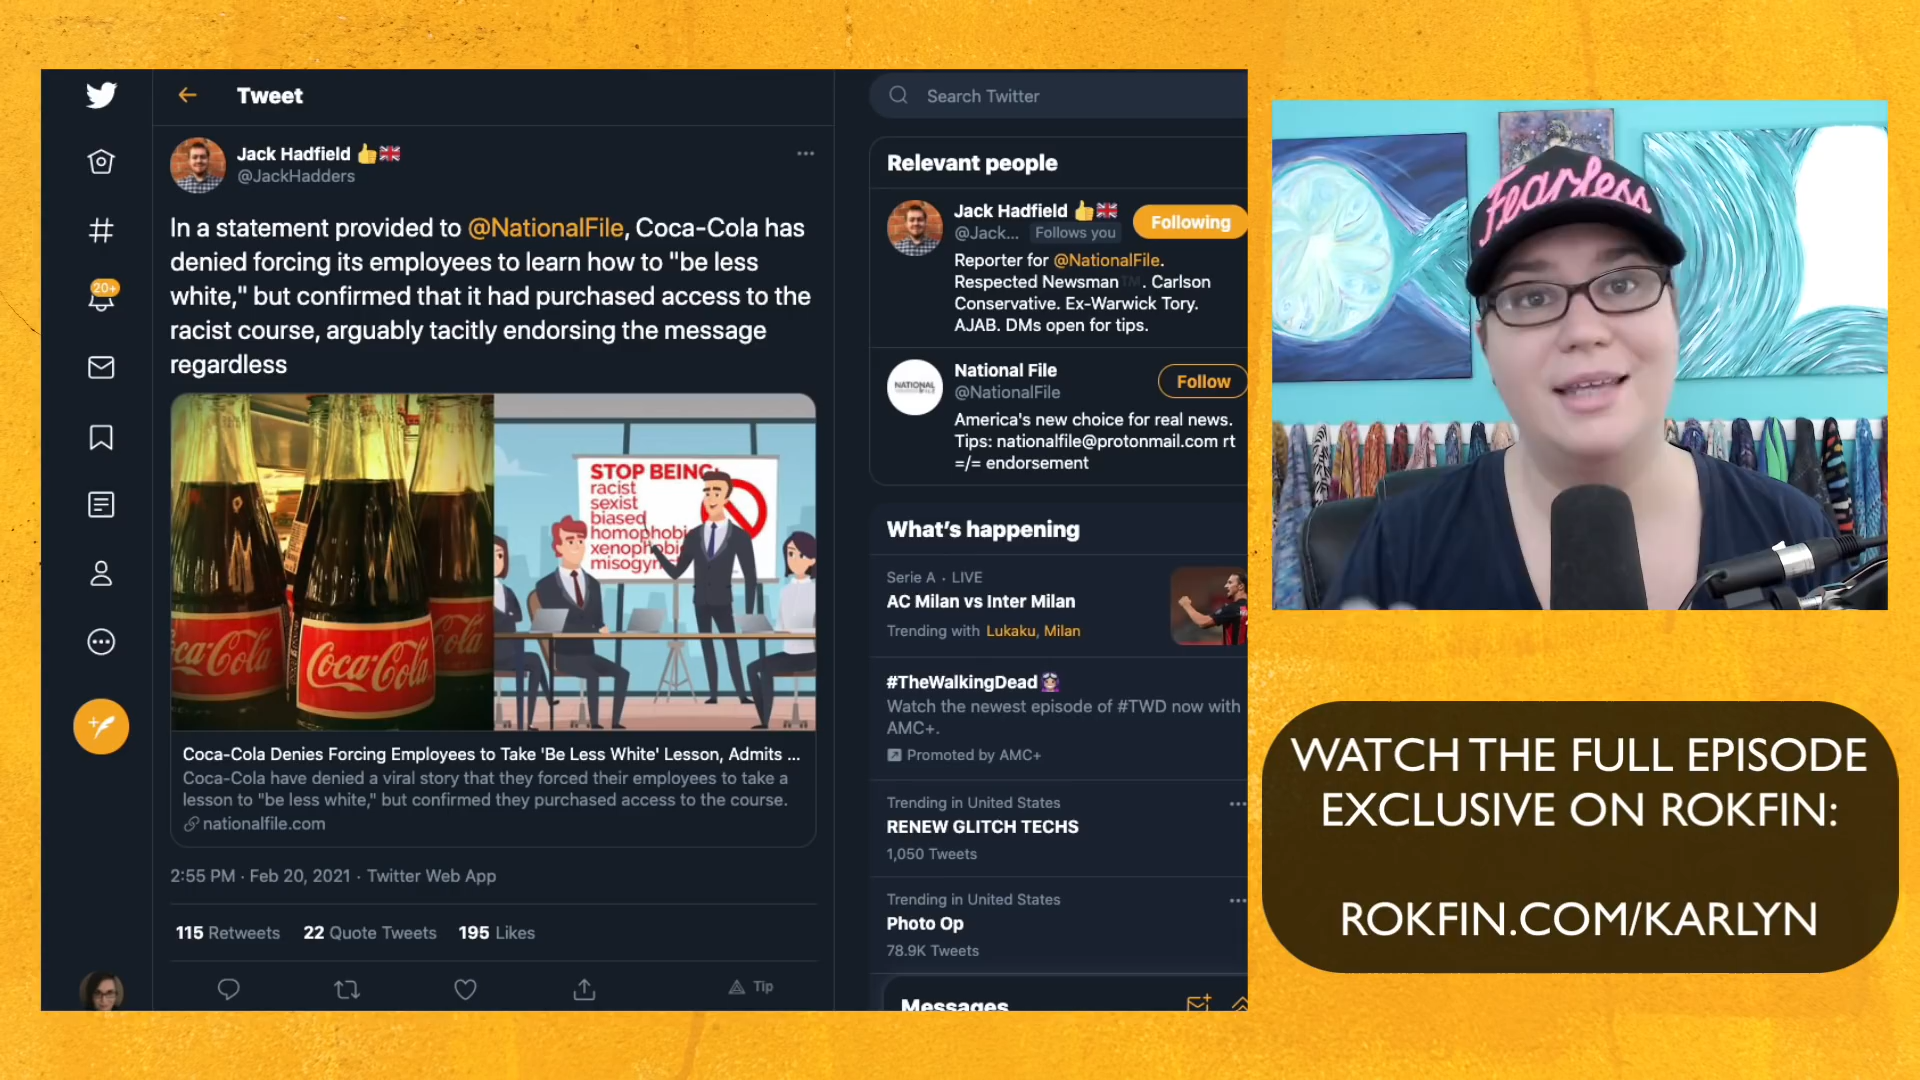 Tweet
Jack Hadfield 👍🇬🇧
@JackHadders
In a statement provided to @NationalFile, Coca-Cola has
denied forcing its employees to learn how to "be less
white," but confirmed that it had purchased access to the
racist course, arguably tacitly endorsing the message
regardless
Coca-Cola
STOP BEING:
racist
sexist
biased
homophobi
xenophobi
misogyn
Coca-Cola Denies Forcing Employees to Take 'Be Less White' Lesson, Admits ...
Coca-Cola have denied a viral story that they forced their employees to take a
lesson to "be less white," but confirmed they purchased access to the course.
nationalfile.com
2:55 PM · Feb 20, 2021 · Twitter Web App
115 Retweets 22 Quote Tweets 195 Likes
Tip
20+
Search Twitter
Relevant people
Jack Hadfield 👍🇬🇧
@Jack... Follows you
Following
Reporter for @NationalFile.
Respected Newsman™. Carlson
Conservative. Ex-Warwick Tory.
AJAB. DMs open for tips.
NATIONAL
National File
@NationalFile
Follow
America's new choice for real news.
Tips: nationalfile@protonmail.com rt
=/= endorsement
What's happening
Serie A · LIVE
AC Milan vs Inter Milan
Trending with Lukaku, Milan
#TheWalkingDead
Watch the newest episode of #TWD now with
AMC+.
Promoted by AMC+
Trending in United States
RENEW GLITCH TECHS
1,050 Tweets
Trending in United States
Photo Op
78.9K Tweets
Messages
Fearless
WATCH THE FULL EPISODE
EXCLUSIVE ON ROKFIN:
ROKFIN.COM/KARLYN